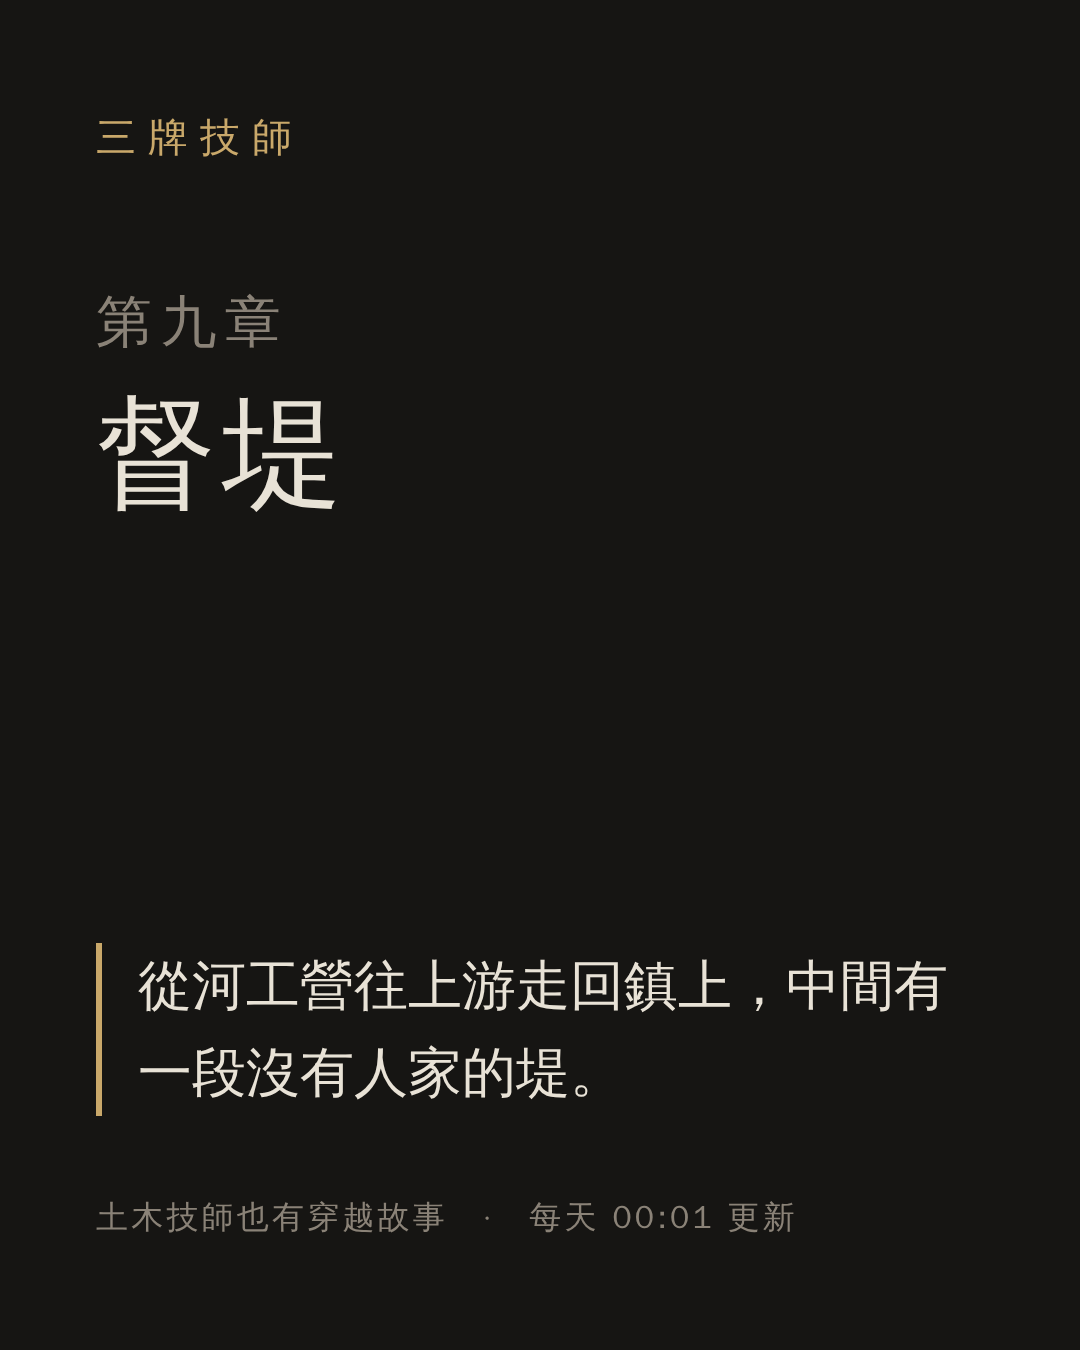 三牌技師
第九章
督堤
從河工營往上游走回鎮上，中間有
一段沒有人家的堤。
土木技師也有穿越故事 · 每天 00:01 更新